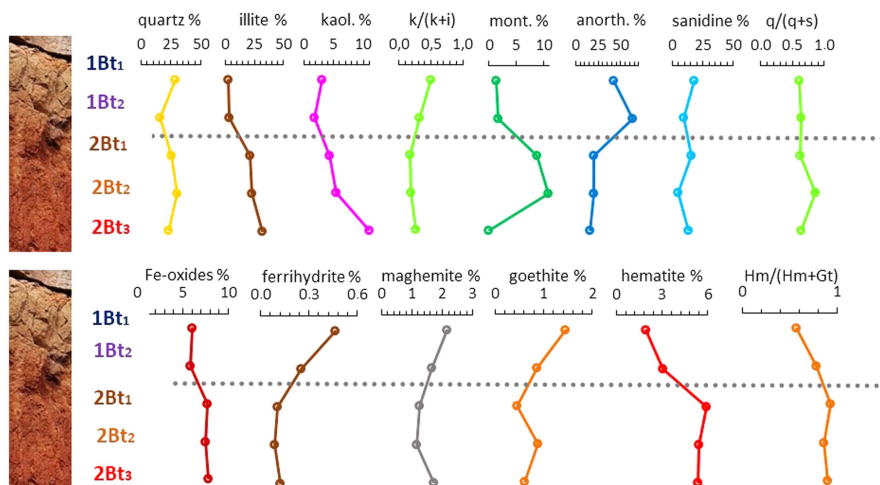 quartz % illite % kaol. % k/(k+i) mont. % anorth. % sanidine % q/(q+s)
0 25 50 0 25 50 0 5 10 0,0 0,5 1,0 0 5 10 0 25 50 0 25 50 0.0 0.5 1.0
1Bt1
1Bt2
2Bt1
2Bt2
2Bt3
Fe-oxides % ferrihydrite % maghemite % goethite % hematite % Hm/(Hm+Gt)
0 5 10 0.0 0.3 0.6 0 1 2 3 0 1 2 0 3 6 0 1
1Bt1
1Bt2
2Bt1
2Bt2
2Bt3